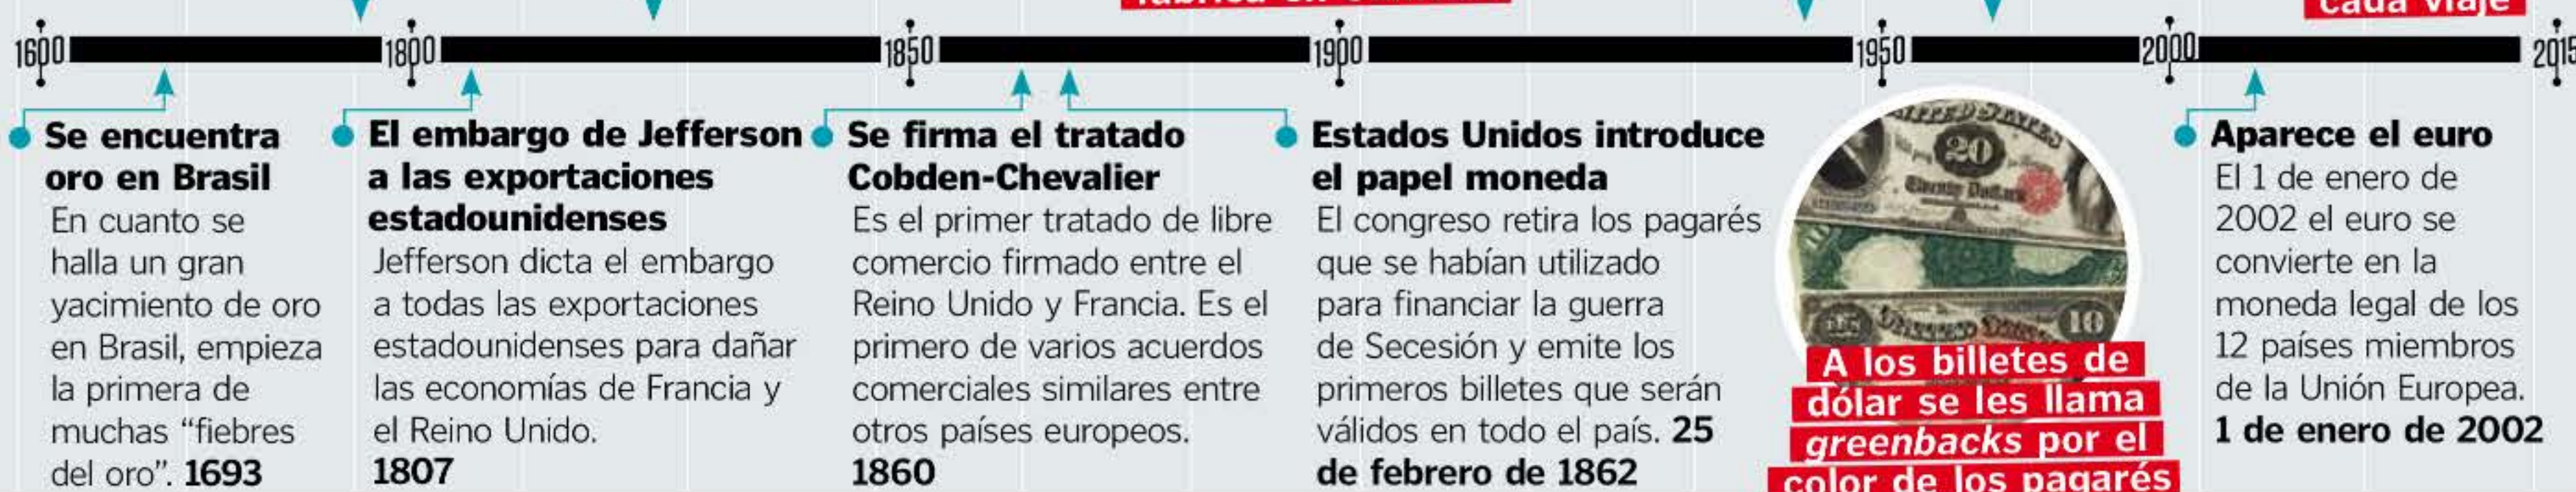 cada viaje
1600
1800
1850
1900
1950
2000
2015
Se encuentra
oro en Brasil
En cuanto se
halla un gran
yacimiento de oro
en Brasil, empieza
la primera de
muchas “fiebres
del oro”. 1693
El embargo de Jefferson
a las exportaciones
estadounidenses
Jefferson dicta el embargo
a todas las exportaciones
estadounidenses para dañar
las economías de Francia y
el Reino Unido.
1807
Se firma el tratado
Cobden-Chevalier
Es el primer tratado de libre
comercio firmado entre el
Reino Unido y Francia. Es el
primero de varios acuerdos
comerciales similares entre
otros países europeos.
1860
Estados Unidos introduce
el papel moneda
El congreso retira los pagarés
que se habían utilizado
para financiar la guerra
de Secesión y emite los
primeros billetes que serán
válidos en todo el país. 25
de febrero de 1862
20
Twenty Dollars
10
A los billetes de
dólar se les llama
greenbacks por el
color de los pagarés
Aparece el euro
El 1 de enero de
2002 el euro se
convierte en la
moneda legal de los
12 países miembros
de la Unión Europea.
1 de enero de 2002